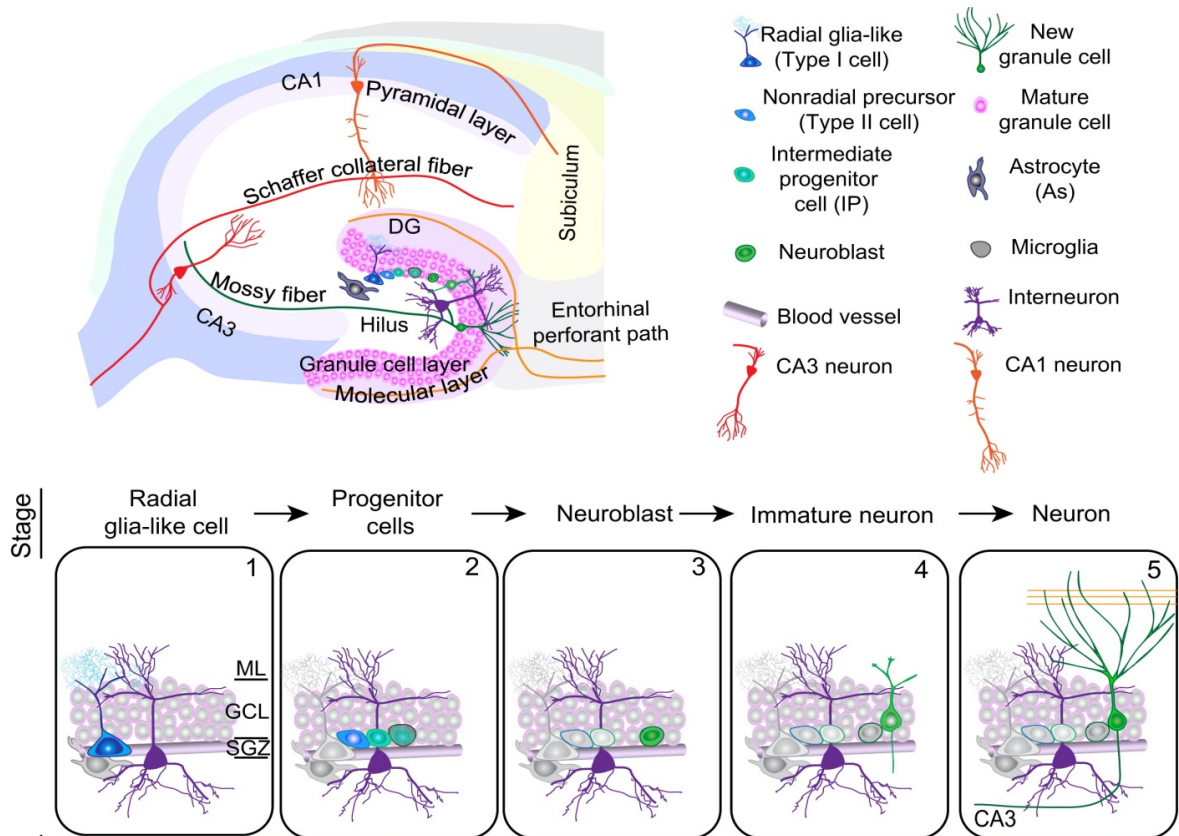 CA1
Pyramidal layer
Schaffer collateral fiber
Subiculum
DG
Mossy fiber
CA3
Hilus
Entorhinal
perforant path
Granule cell layer
Molecular layer
Radial glia-like
(Type I cell)
New
granule cell
Nonradial precursor
(Type II cell)
Mature
granule cell
Intermediate
progenitor
cell (IP)
Astrocyte
(As)
Neuroblast
Microglia
Blood vessel
Interneuron
CA3 neuron
CA1 neuron
Stage
Radial
glia-like cell
Progenitor
cells
Neuroblast
Immature neuron
Neuron
1
ML
GCL
SGZ
2
3
4
5
CA3